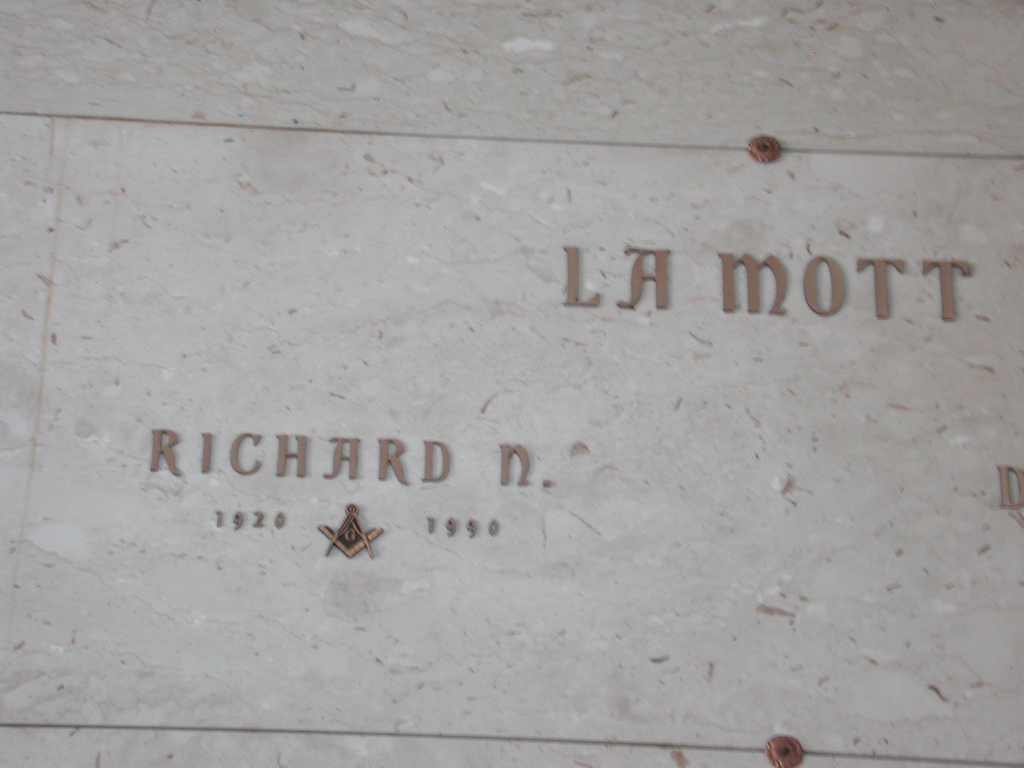 LA MOTT
RICHARD N.
1920 G 1990